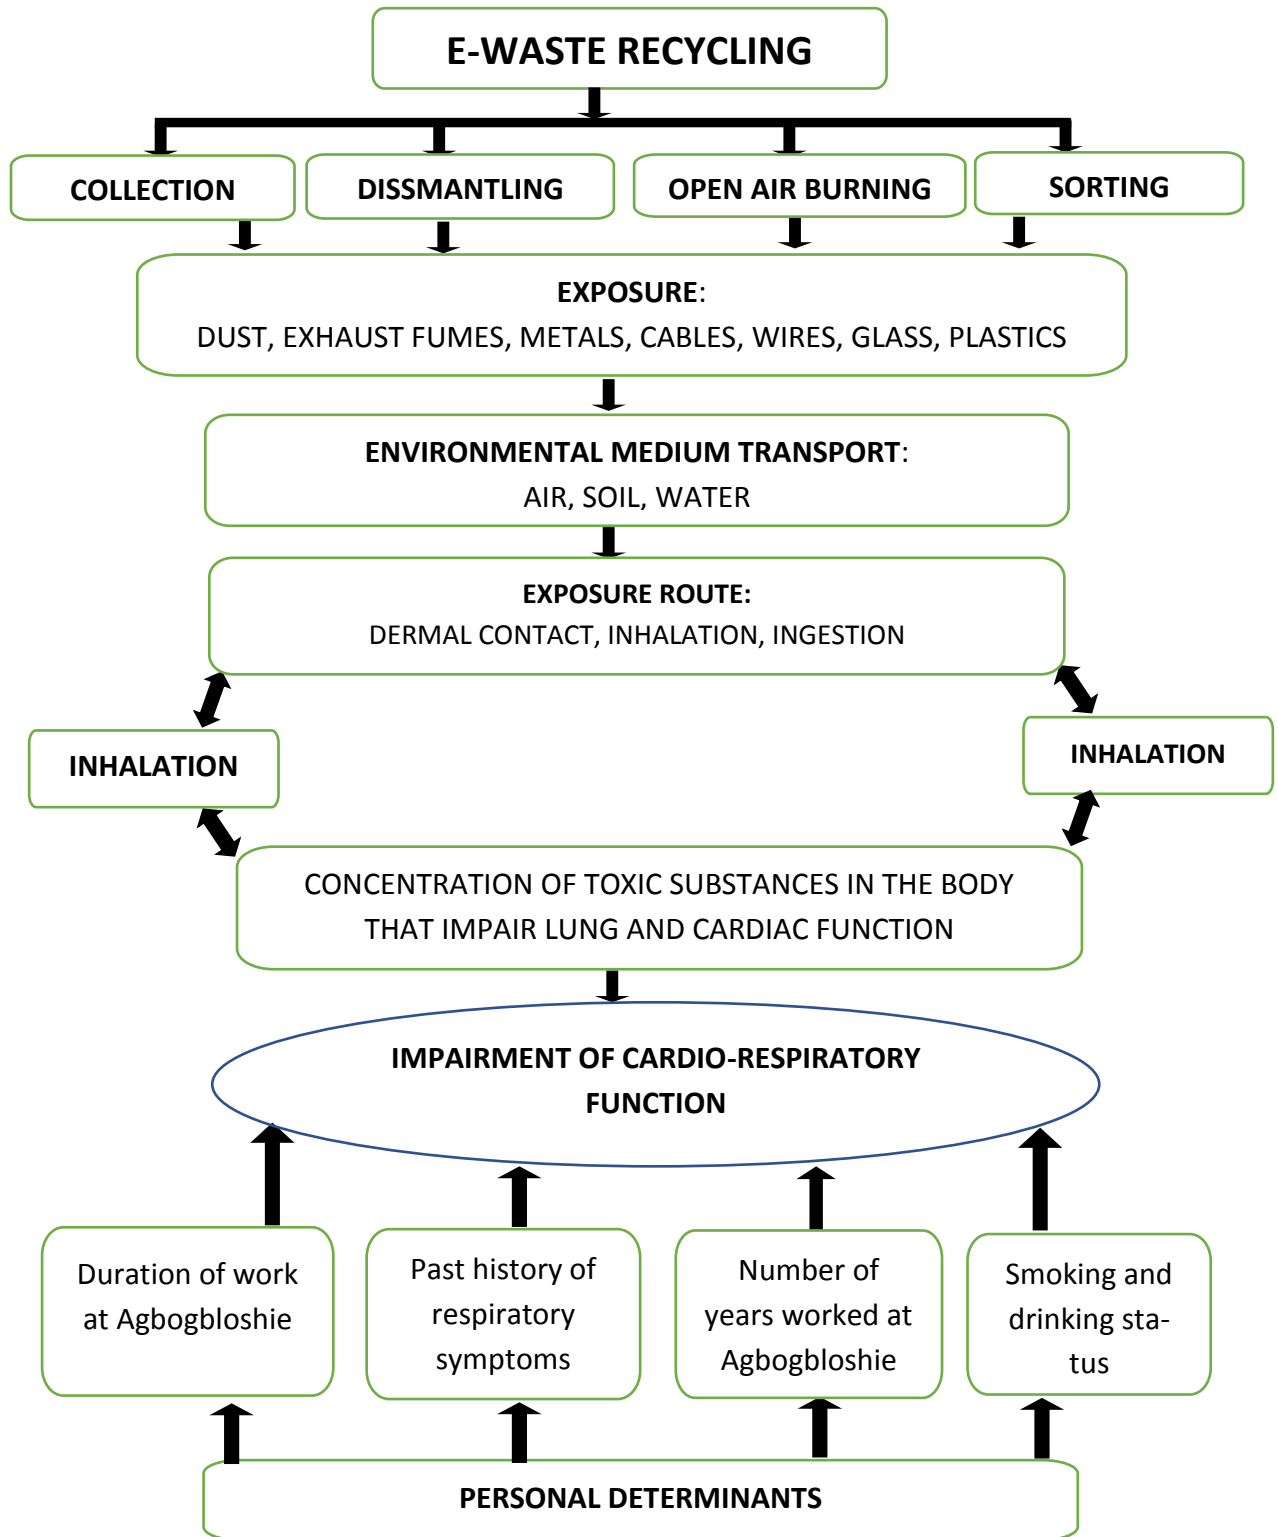 E-WASTE RECYCLING
COLLECTION
DISSMANTLING
OPEN AIR BURNING
SORTING
EXPOSURE:
DUST, EXHAUST FUMES, METALS, CABLES, WIRES, GLASS, PLASTICS
ENVIRONMENTAL MEDIUM TRANSPORT:
AIR, SOIL, WATER
EXPOSURE ROUTE:
DERMAL CONTACT, INHALATION, INGESTION
INHALATION
INHALATION
CONCENTRATION OF TOXIC SUBSTANCES IN THE BODY
THAT IMPAIR LUNG AND CARDIAC FUNCTION
IMPAIRMENT OF CARDIO-RESPIRATORY
FUNCTION
Duration of work
at Agbogbloshie
Past history of
respiratory
symptoms
Number of
years worked at
Agbogbloshie
Smoking and
drinking sta-
tus
PERSONAL DETERMINANTS